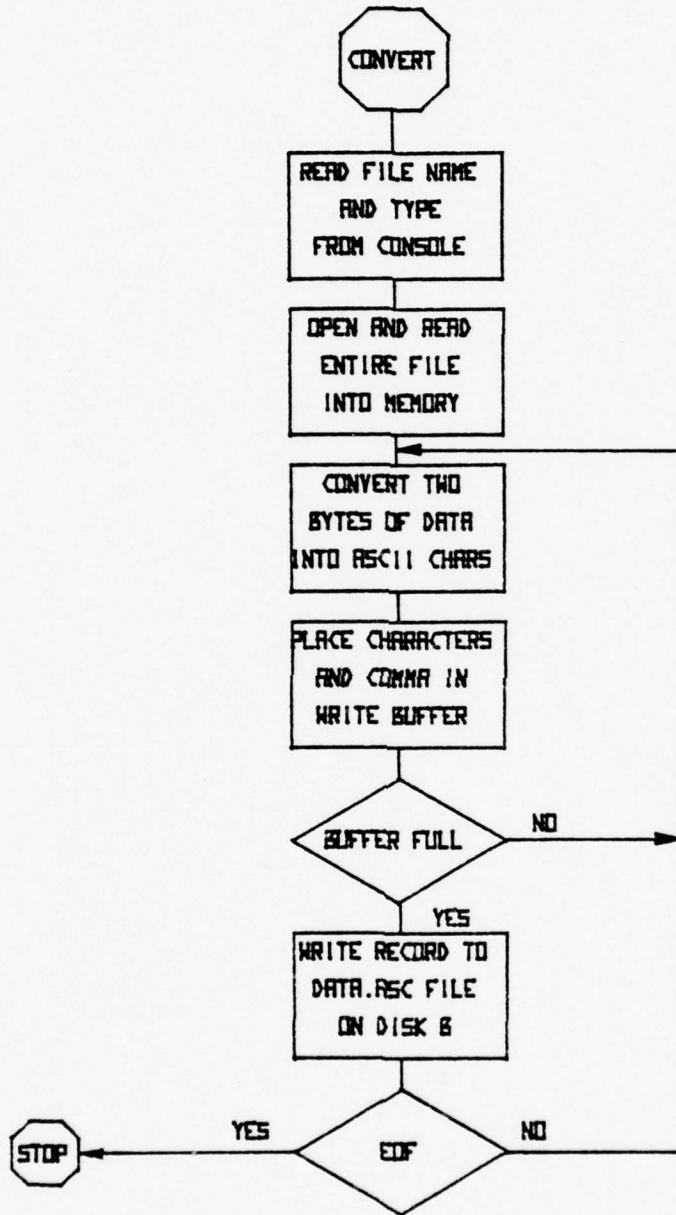 CONVERT
READ FILE NAME
AND TYPE
FROM CONSOLE
OPEN AND READ
ENTIRE FILE
INTO MEMORY
CONVERT TWO
BYTES OF DATA
INTO ASCII CHARS
PLACE CHARACTERS
AND COMMA IN
WRITE BUFFER
BUFFER FULL
NO
YES
WRITE RECORD TO
DATA.ASC FILE
ON DISK B
YES
NO
STOP
EOF